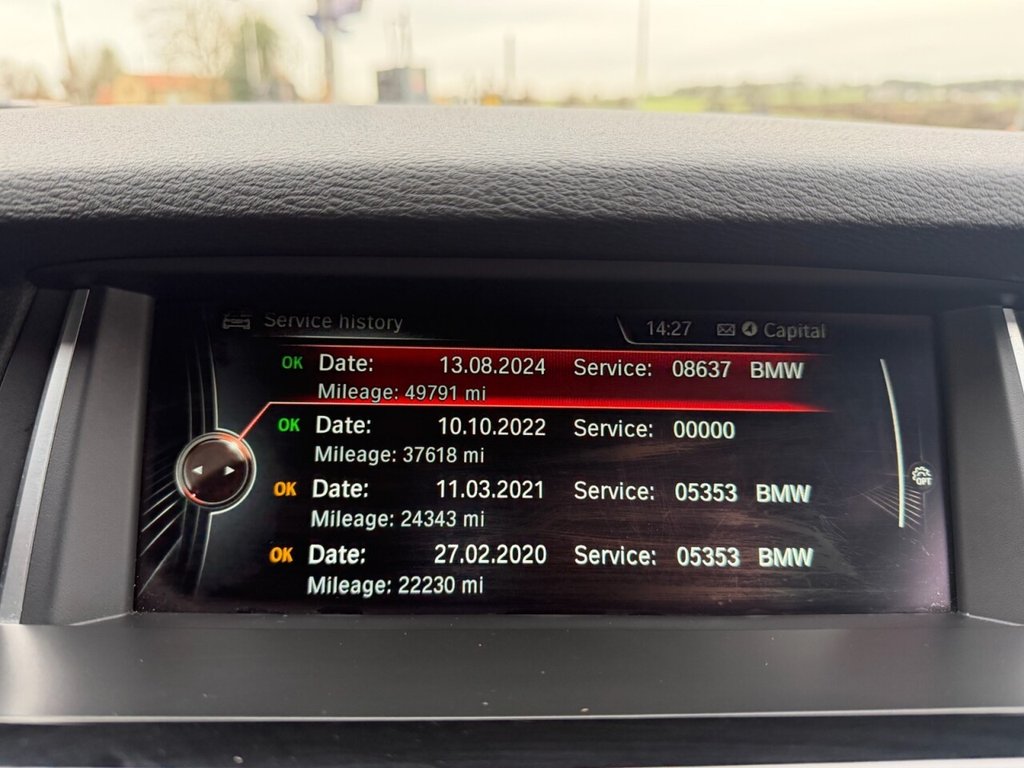 Service history 14:27 Capital
OK Date: 13.08.2024 Service: 08637 BMW
Mileage: 49791 mi
OK Date: 10.10.2022 Service: 00000
Mileage: 37618 mi
OK Date: 11.03.2021 Service: 05353 BMW
Mileage: 24343 mi
OPT
OK Date: 27.02.2020 Service: 05353 BMW
Mileage: 22230 mi